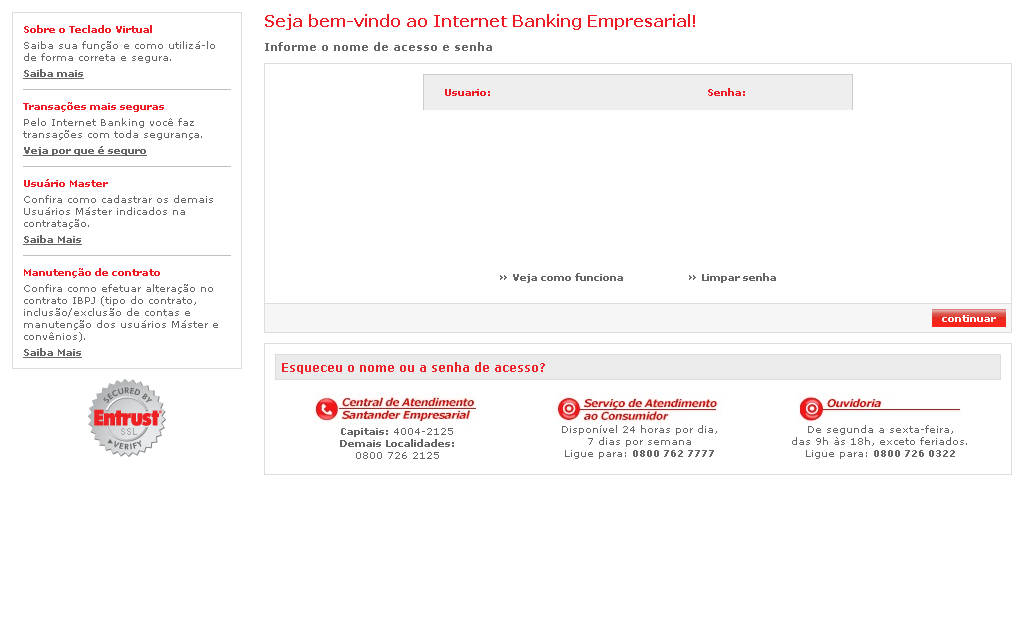 Sobre o Teclado Virtual
Saiba sua função e como utilizá-lo
de forma correta e segura.
Saiba mais
Transações mais seguras
Pelo Internet Banking você faz
transações com toda segurança.
Veja por que é seguro
Usuário Master
Confira como cadastrar os demais
Usuários Máster indicados na
contratação.
Saiba Mais
Manutenção de contrato
Confira como efetuar alteração no
contrato IBPJ (tipo do contrato,
inclusão/exclusão de contas e
manutenção dos usuários Máster e
convênios).
Saiba Mais
SECURED BY
Entrust
SSL
VERIFY
Seja bem-vindo ao Internet Banking Empresarial!
Informe o nome de acesso e senha
Usuario: Senha:
Veja como funciona
Limpar senha
continuar
Esqueceu o nome ou a senha de acesso?
Central de Atendimento
Santander Empresarial
Capitais: 4004-2125
Demais Localidades:
0800 726 2125
Serviço de Atendimento
ao Consumidor
Disponível 24 horas por dia,
7 dias por semana
Ligue para: 0800 762 7777
Ouvidoria
De segunda a sexta-feira,
das 9h às 18h, exceto feriados.
Ligue para: 0800 726 0322